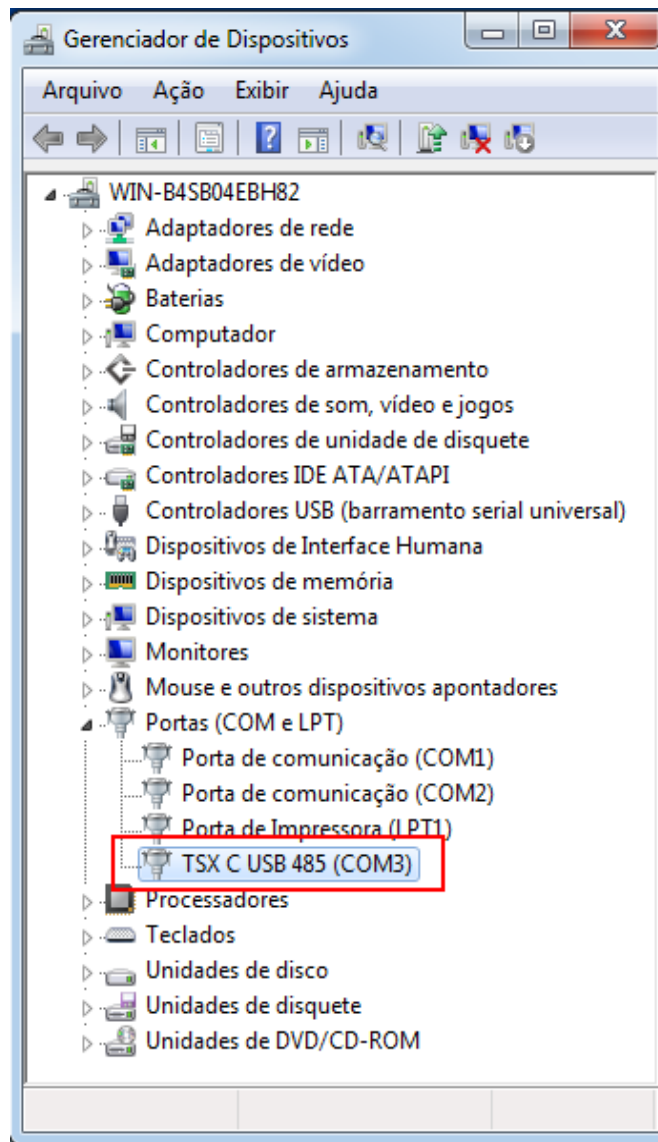 Gerenciador de Dispositivos
Arquivo Ação Exibir Ajuda
WIN-B4SB04EBH82
Adaptadores de rede
Adaptadores de vídeo
Baterias
Computador
Controladores de armazenamento
Controladores de som, vídeo e jogos
Controladores de unidade de disquete
Controladores IDE ATA/ATAPI
Controladores USB (barramento serial universal)
Dispositivos de Interface Humana
Dispositivos de memória
Dispositivos de sistema
Monitores
Mouse e outros dispositivos apontadores
Portas (COM e LPT)
Porta de comunicação (COM1)
Porta de comunicação (COM2)
Porta de Impressora (LPT1)
TSX C USB 485 (COM3)
Processadores
Teclados
Unidades de disco
Unidades de disquete
Unidades de DVD/CD-ROM